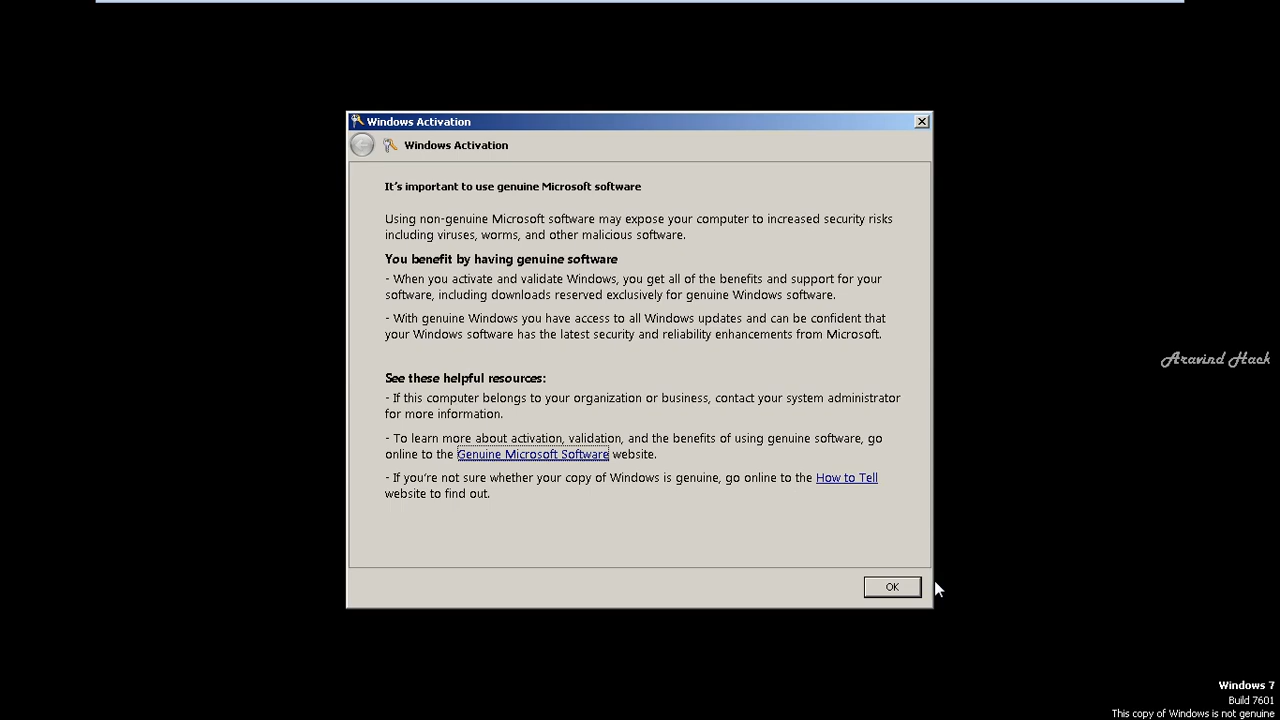 Windows Activation
Windows Activation
It's important to use genuine Microsoft software
Using non-genuine Microsoft software may expose your computer to increased security risks
including viruses, worms, and other malicious software.
You benefit by having genuine software
- When you activate and validate Windows, you get all of the benefits and support for your
software, including downloads reserved exclusively for genuine Windows software.
- With genuine Windows you have access to all Windows updates and can be confident that
your Windows software has the latest security and reliability enhancements from Microsoft.
See these helpful resources:
- If this computer belongs to your organization or business, contact your system administrator
for more information.
- To learn more about activation, validation, and the benefits of using genuine software, go
online to the Genuine Microsoft Software website.
- If you're not sure whether your copy of Windows is genuine, go online to the How to Tell
website to find out.
OK
Aravind Hack
Windows 7
Build 7601
This copy of Windows is not genuine